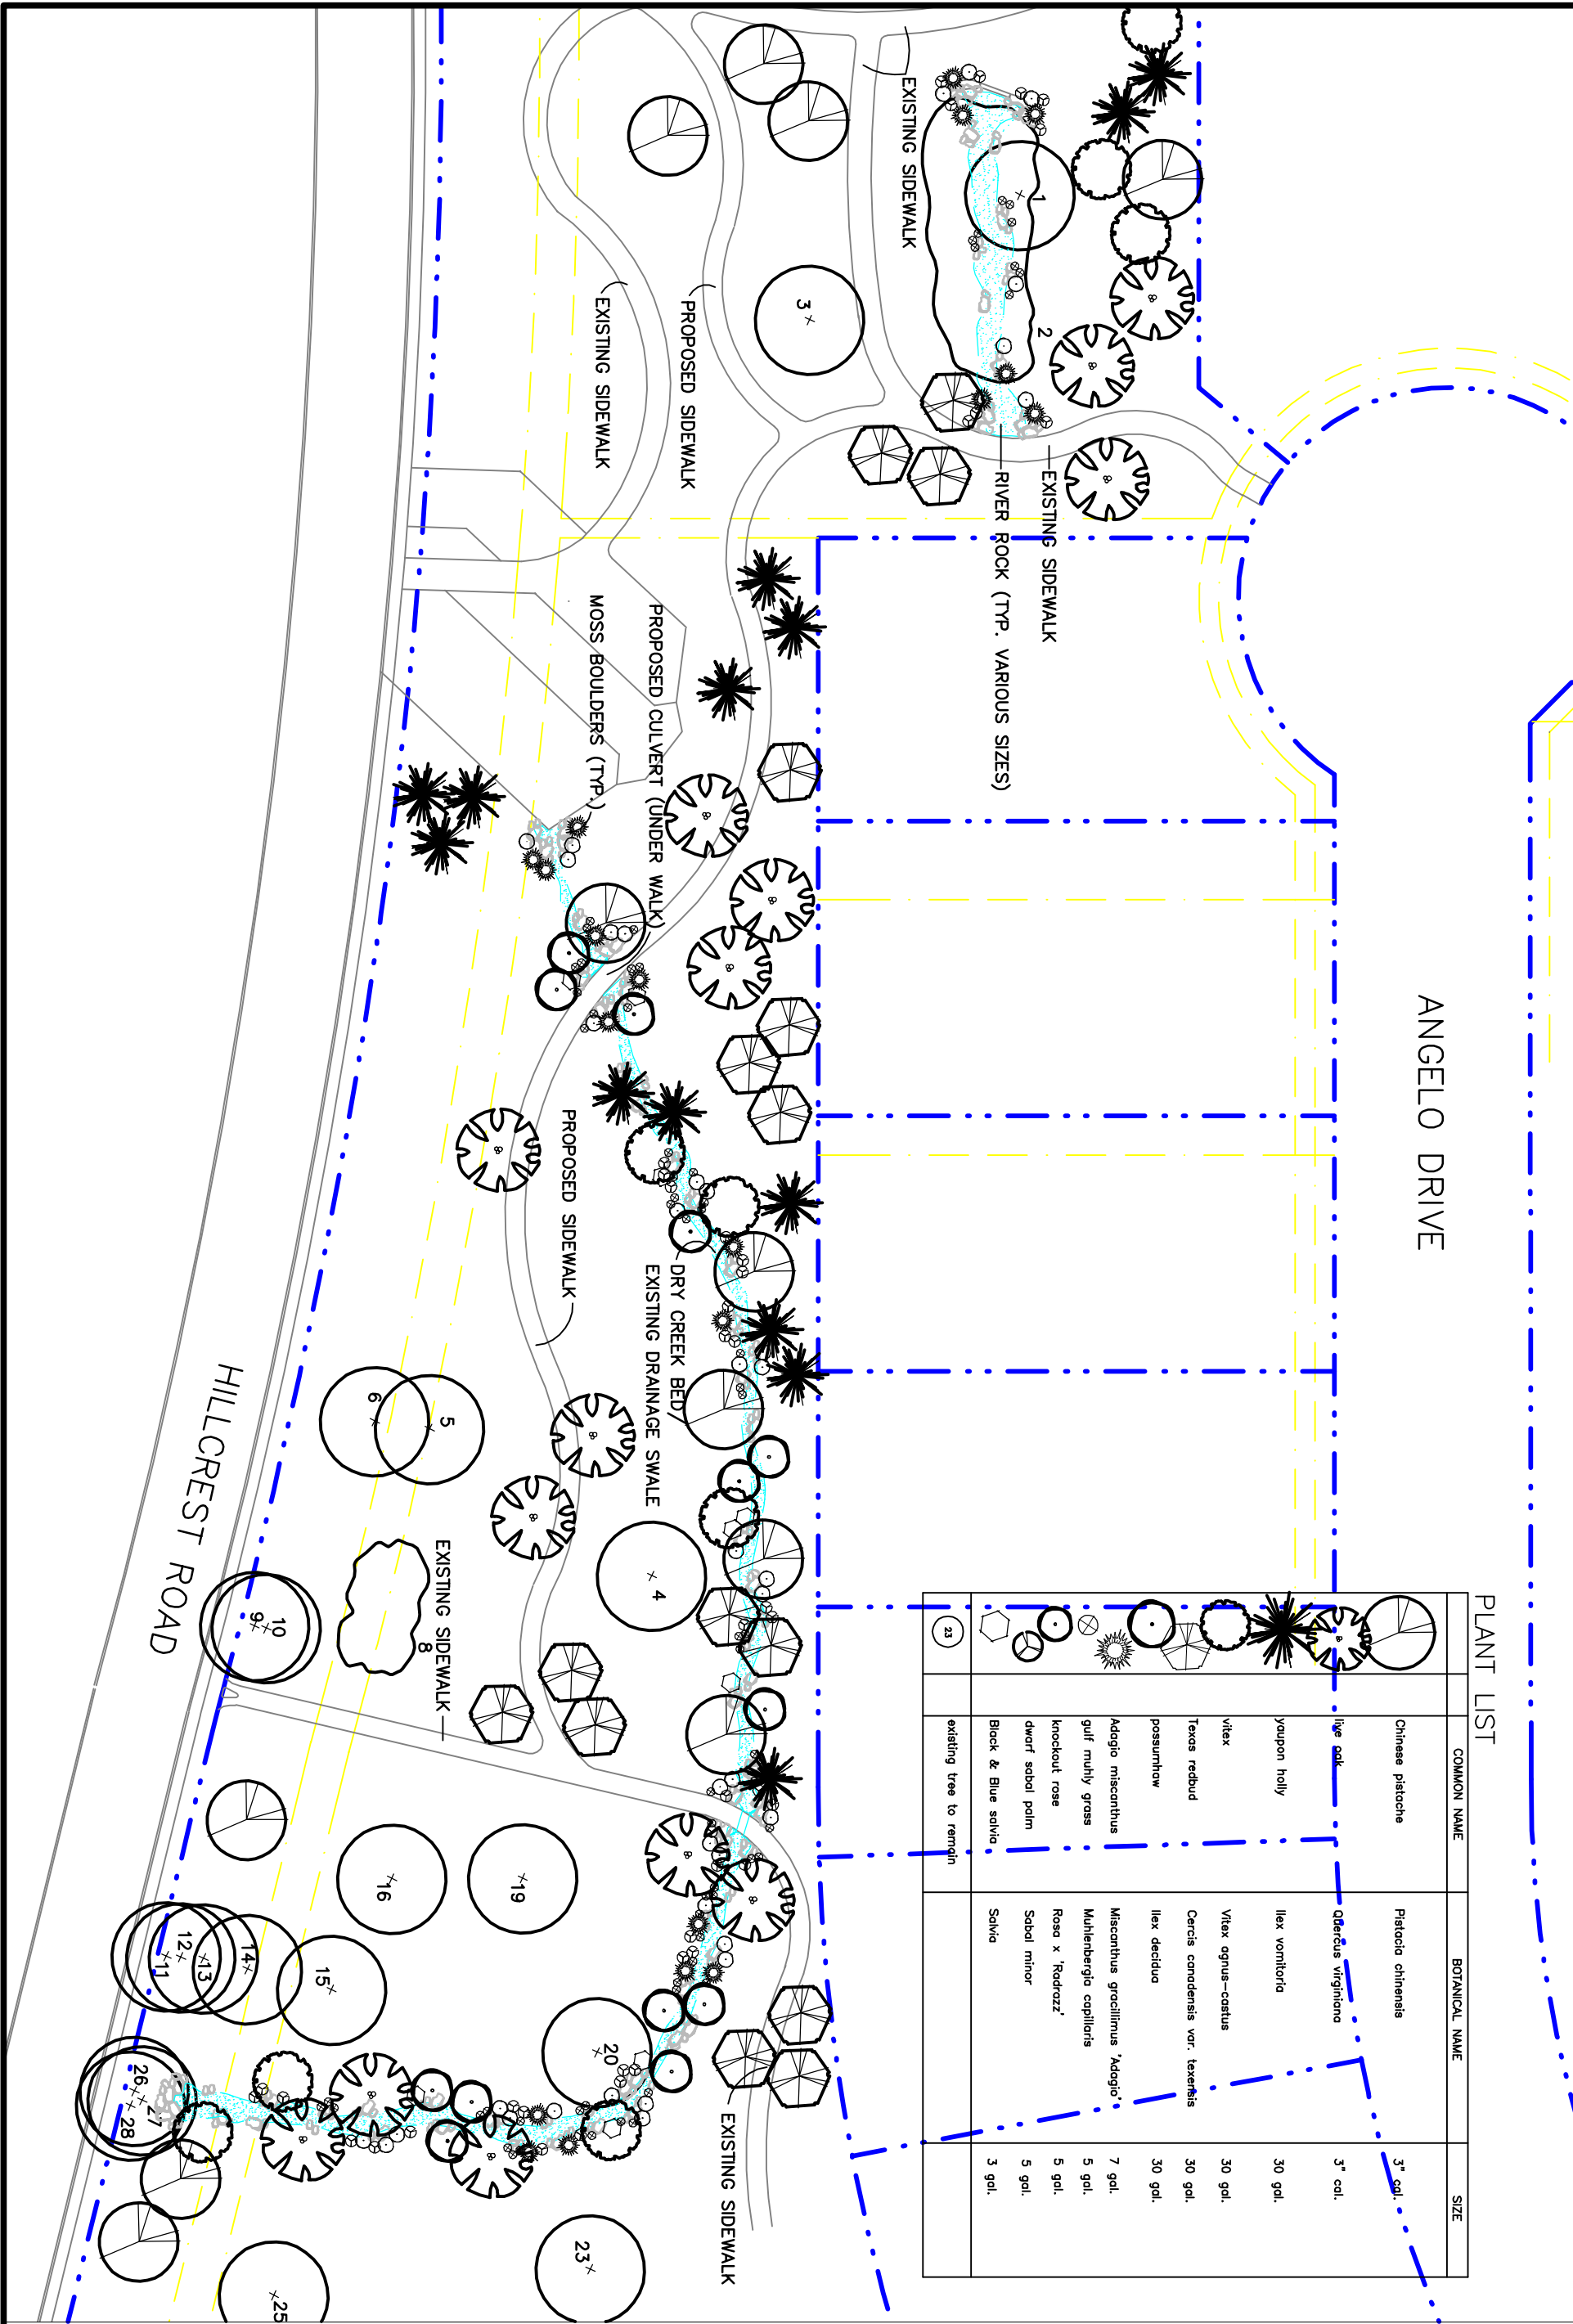 EXISTING SIDEWALK
1
2
3
EXISTING SIDEWALK
PROPOSED SIDEWALK
EXISTING SIDEWALK
RIVER ROCK (TYP. VARIOUS SIZES)
PROPOSED CULVERT (UNDER WALK)
MOSS BOULDERS (TYP.)
ANGELO DRIVE
PROPOSED SIDEWALK
DRY CREEK BED/
EXISTING DRAINAGE SWALE
HILLCREST ROAD
5
6
4
EXISTING SIDEWALK
8
10
9
16
19
12
11
13
14
15
20
26
27
28
EXISTING SIDEWALK
23
25
PLANT LIST
COMMON NAME BOTANICAL NAME SIZE
Chinese pistache Pistacia chinensis 3" cal.
live oak Quercus virginiana 3" cal.
yaupon holly Ilex vomitoria 30 gal.
vitex Vitex agnus-castus 30 gal.
Texas redbud Cercis canadensis var. texensis 30 gal.
possumhaw Ilex decidua 30 gal.
Adagio miscanthus Miscanthus gracillimus 'Adagio' 7 gal.
gulf muhly grass Muhlenbergia capillaris 5 gal.
knockout rose Rosa x 'Radrazz' 5 gal.
dwarf sabal palm Sabal minor 5 gal.
Black & Blue salvia Salvia 3 gal.
23 existing tree to remain